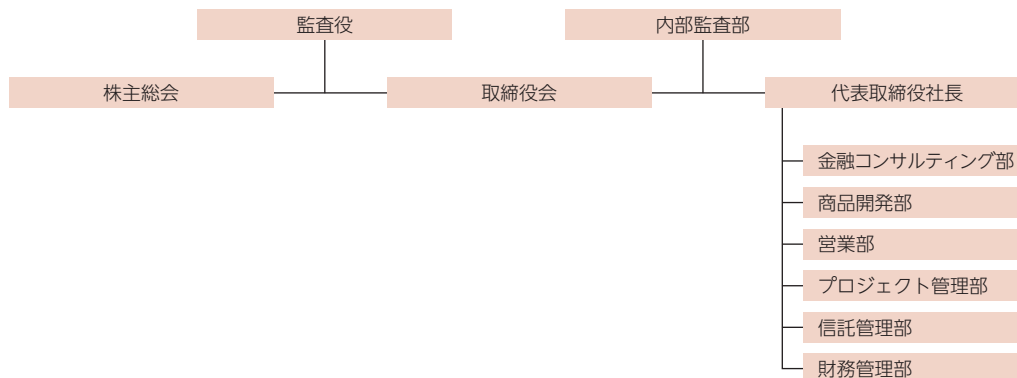 監査役
内部監査部
株主総会
取締役会
代表取締役社長
金融コンサルティング部
商品開発部
営業部
プロジェクト管理部
信託管理部
財務管理部